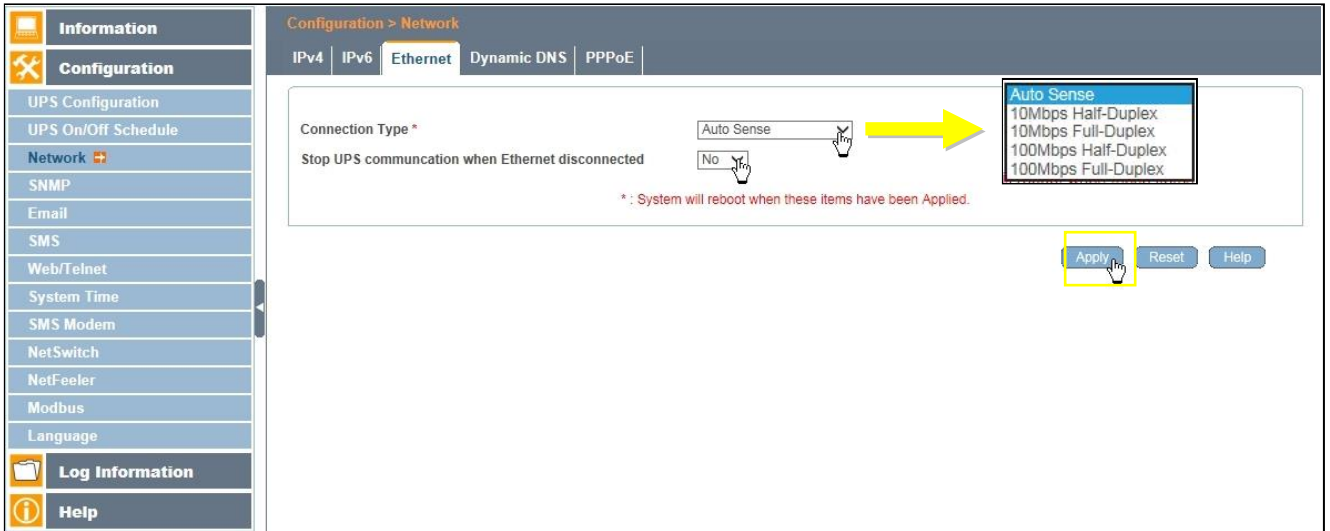 Information
Configuration
UPS Configuration
UPS On/Off Schedule
Network
SNMP
Email
SMS
Web/Telnet
System Time
SMS Modem
NetSwitch
NetFeeler
Modbus
Language
Log Information
Help
Configuration > Network
IPv4 IPv6 Ethernet Dynamic DNS PPPoE
Connection Type * Auto Sense
Stop UPS communcation when Ethernet disconnected No
* : System will reboot when these items have been Applied.
Auto Sense
10Mbps Half-Duplex
10Mbps Full-Duplex
100Mbps Half-Duplex
100Mbps Full-Duplex
Apply Reset Help